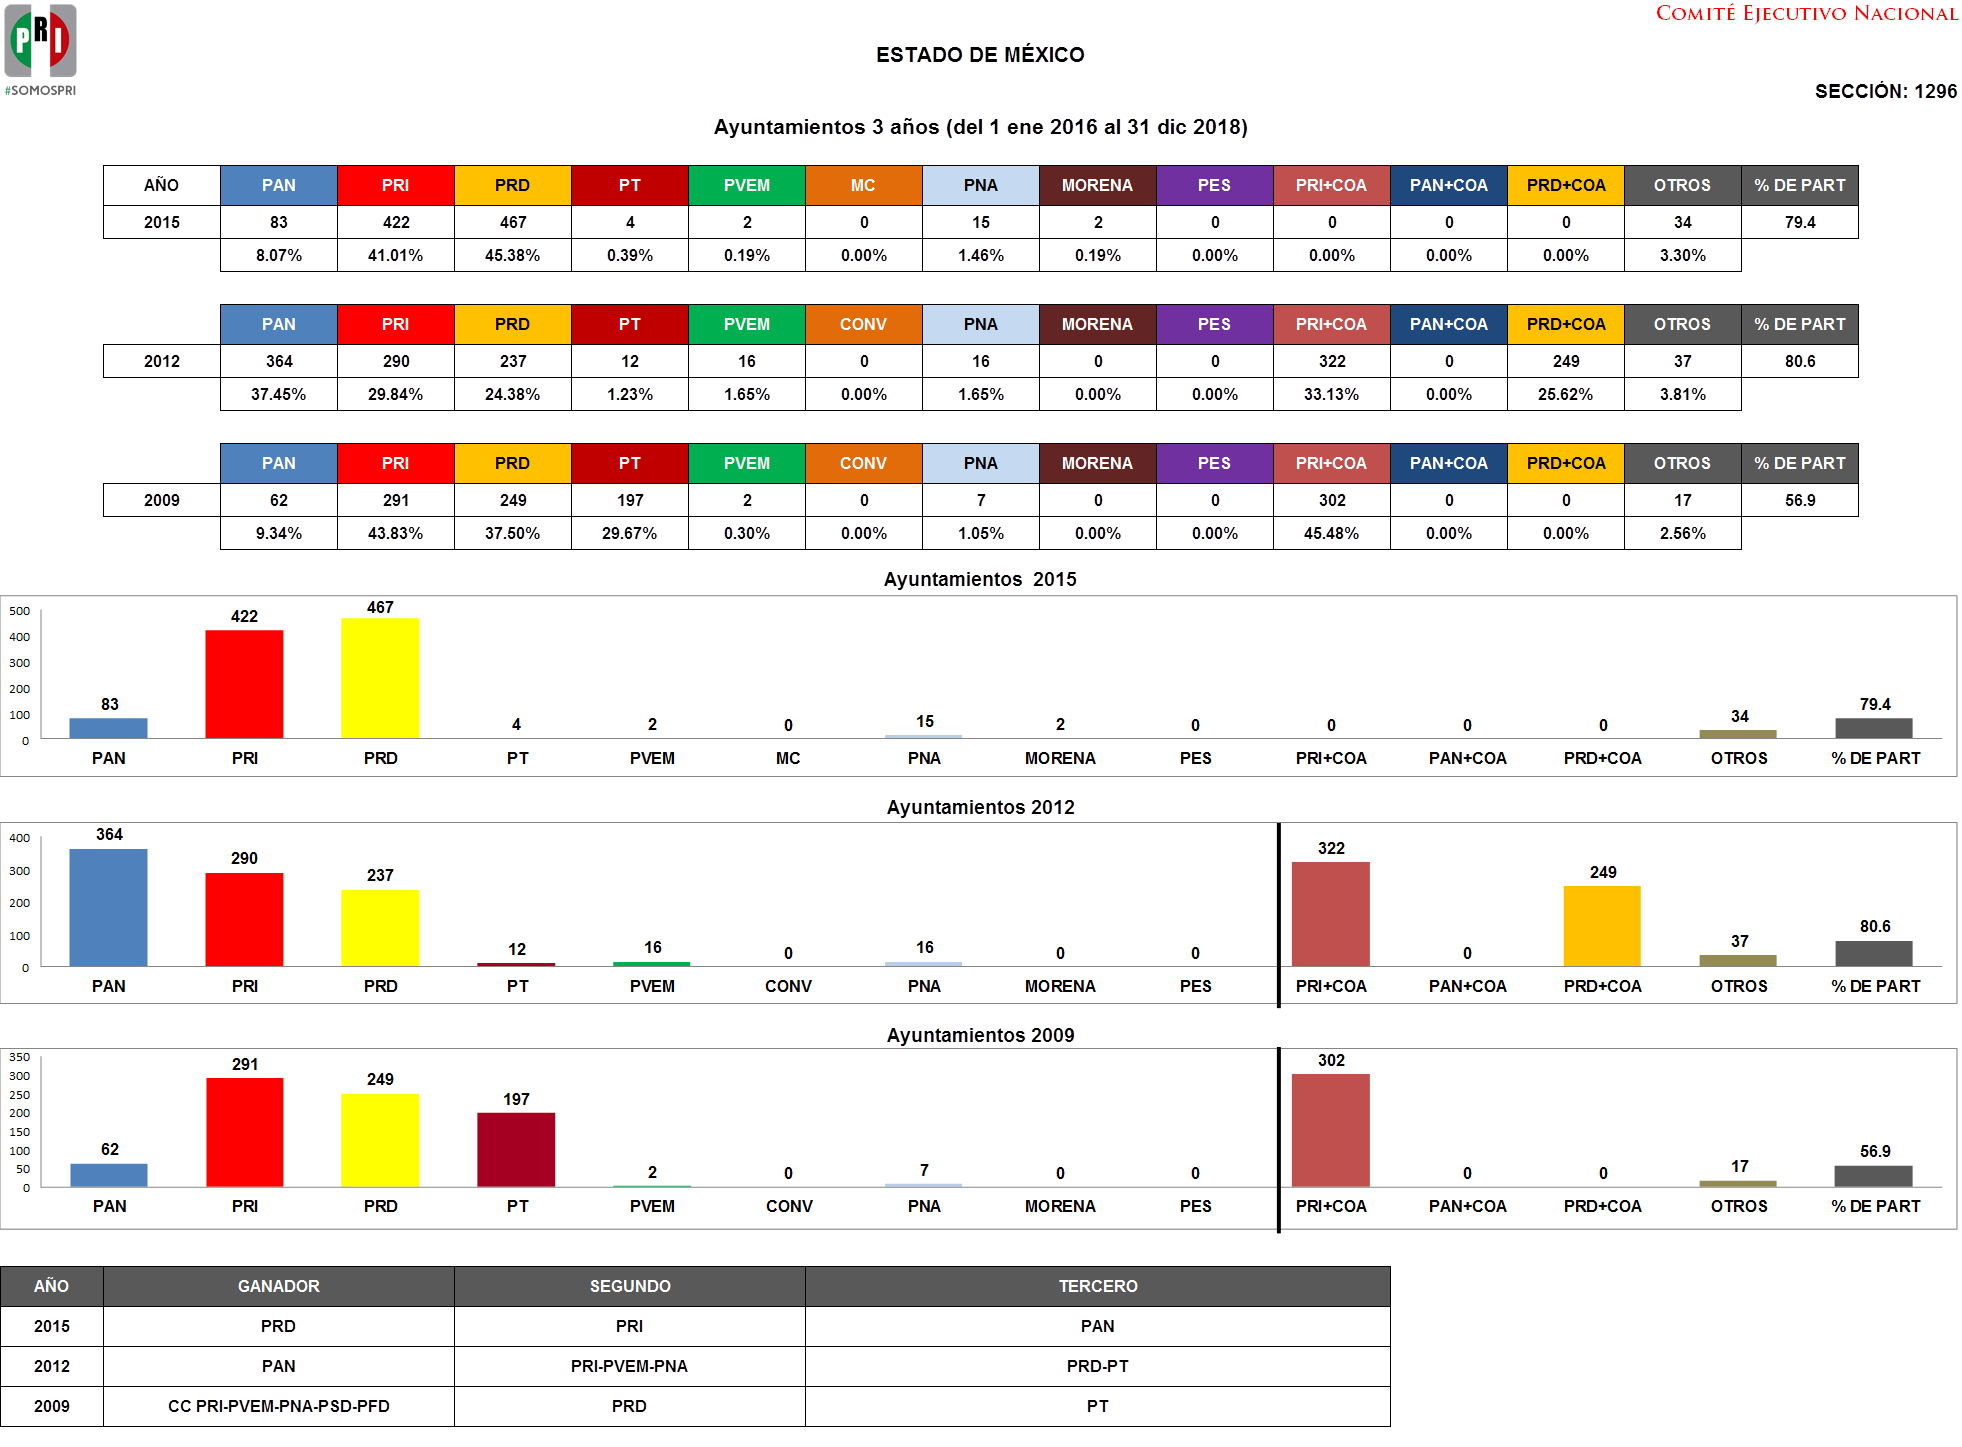 COMITÉ EJECUTIVO NACIONAL
PRI
#SOMOSPRI
ESTADO DE MÉXICO
SECCIÓN: 1296
Ayuntamientos 3 años (del 1 ene 2016 al 31 dic 2018)
AÑO PAN PRI PRD PT PVEM MC PNA MORENA PES PRI+COA PAN+COA PRD+COA OTROS % DE PART
2015 83 422 467 4 2 0 15 2 0 0 0 0 34 79.4
8.07% 41.01% 45.38% 0.39% 0.19% 0.00% 1.46% 0.19% 0.00% 0.00% 0.00% 0.00% 3.30%
PAN PRI PRD PT PVEM CONV PNA MORENA PES PRI+COA PAN+COA PRD+COA OTROS % DE PART
2012 364 290 237 12 16 0 16 0 0 322 0 249 37 80.6
37.45% 29.84% 24.38% 1.23% 1.65% 0.00% 1.65% 0.00% 0.00% 33.13% 0.00% 25.62% 3.81%
PAN PRI PRD PT PVEM CONV PNA MORENA PES PRI+COA PAN+COA PRD+COA OTROS % DE PART
2009 62 291 249 197 2 0 7 0 0 302 0 0 17 56.9
9.34% 43.83% 37.50% 29.67% 0.30% 0.00% 1.05% 0.00% 0.00% 45.48% 0.00% 0.00% 2.56%
Ayuntamientos 2015
500
400
300
200
100
0
83 422 467 4 2 0 15 2 0 0 0 0 34 79.4
PAN PRI PRD PT PVEM MC PNA MORENA PES PRI+COA PAN+COA PRD+COA OTROS % DE PART
Ayuntamientos 2012
400
300
200
100
0
364 290 237 12 16 0 16 0 0 322 0 249 37 80.6
PAN PRI PRD PT PVEM CONV PNA MORENA PES PRI+COA PAN+COA PRD+COA OTROS % DE PART
Ayuntamientos 2009
350
300
250
200
150
100
50
0
62 291 249 197 2 0 7 0 0 302 0 0 17 56.9
PAN PRI PRD PT PVEM CONV PNA MORENA PES PRI+COA PAN+COA PRD+COA OTROS % DE PART
AÑO GANADOR SEGUNDO TERCERO
2015 PRD PRI PAN
2012 PAN PRI-PVEM-PNA PRD-PT
2009 CC PRI-PVEM-PNA-PSD-PFD PRD PT